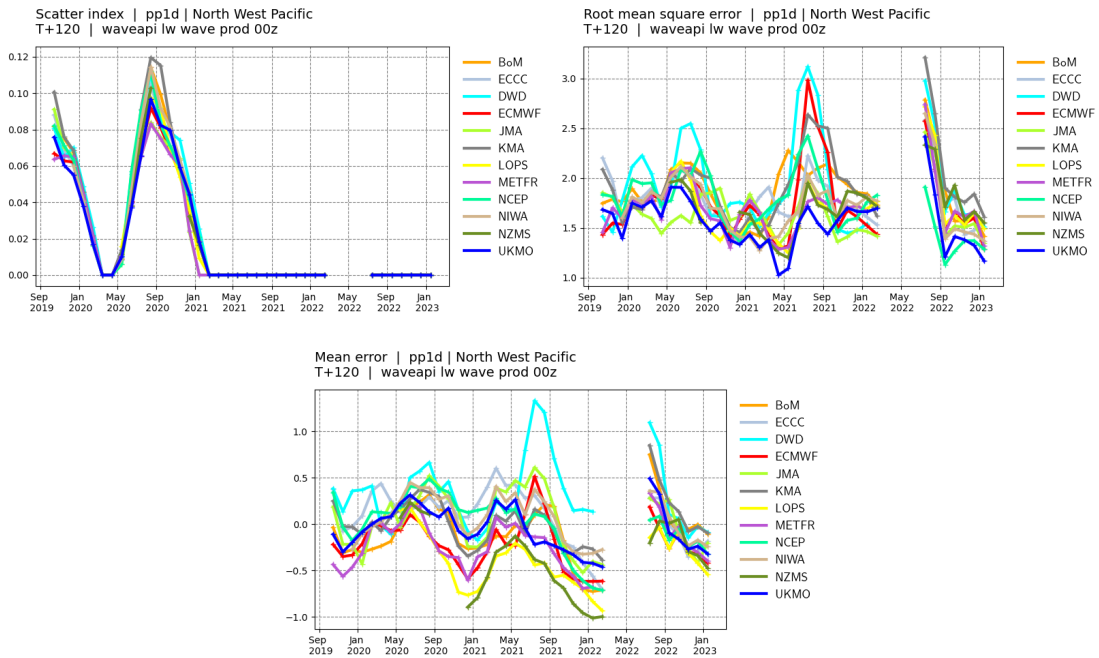 Scatter index | pp1d | North West Pacific
T+120 | waveapi lw wave prod 00z
0.12
0.10
0.08
0.06
0.04
0.02
0.00
Sep 2019
Jan 2020
May 2020
Sep 2020
Jan 2021
May 2021
Sep 2021
Jan 2022
May 2022
Sep 2022
Jan 2023
BoM
ECCC
DWD
ECMWF
JMA
KMA
LOPS
METFR
NCEP
NIWA
NZMS
UKMO
Root mean square error | pp1d | North West Pacific
T+120 | waveapi lw wave prod 00z
3.0
2.5
2.0
1.5
1.0
Sep 2019
Jan 2020
May 2020
Sep 2020
Jan 2021
May 2021
Sep 2021
Jan 2022
May 2022
Sep 2022
Jan 2023
BoM
ECCC
DWD
ECMWF
JMA
KMA
LOPS
METFR
NCEP
NIWA
NZMS
UKMO
Mean error | pp1d | North West Pacific
T+120 | waveapi lw wave prod 00z
1.0
0.5
0.0
−0.5
−1.0
Sep 2019
Jan 2020
May 2020
Sep 2020
Jan 2021
May 2021
Sep 2021
Jan 2022
May 2022
Sep 2022
Jan 2023
BoM
ECCC
DWD
ECMWF
JMA
KMA
LOPS
METFR
NCEP
NIWA
NZMS
UKMO